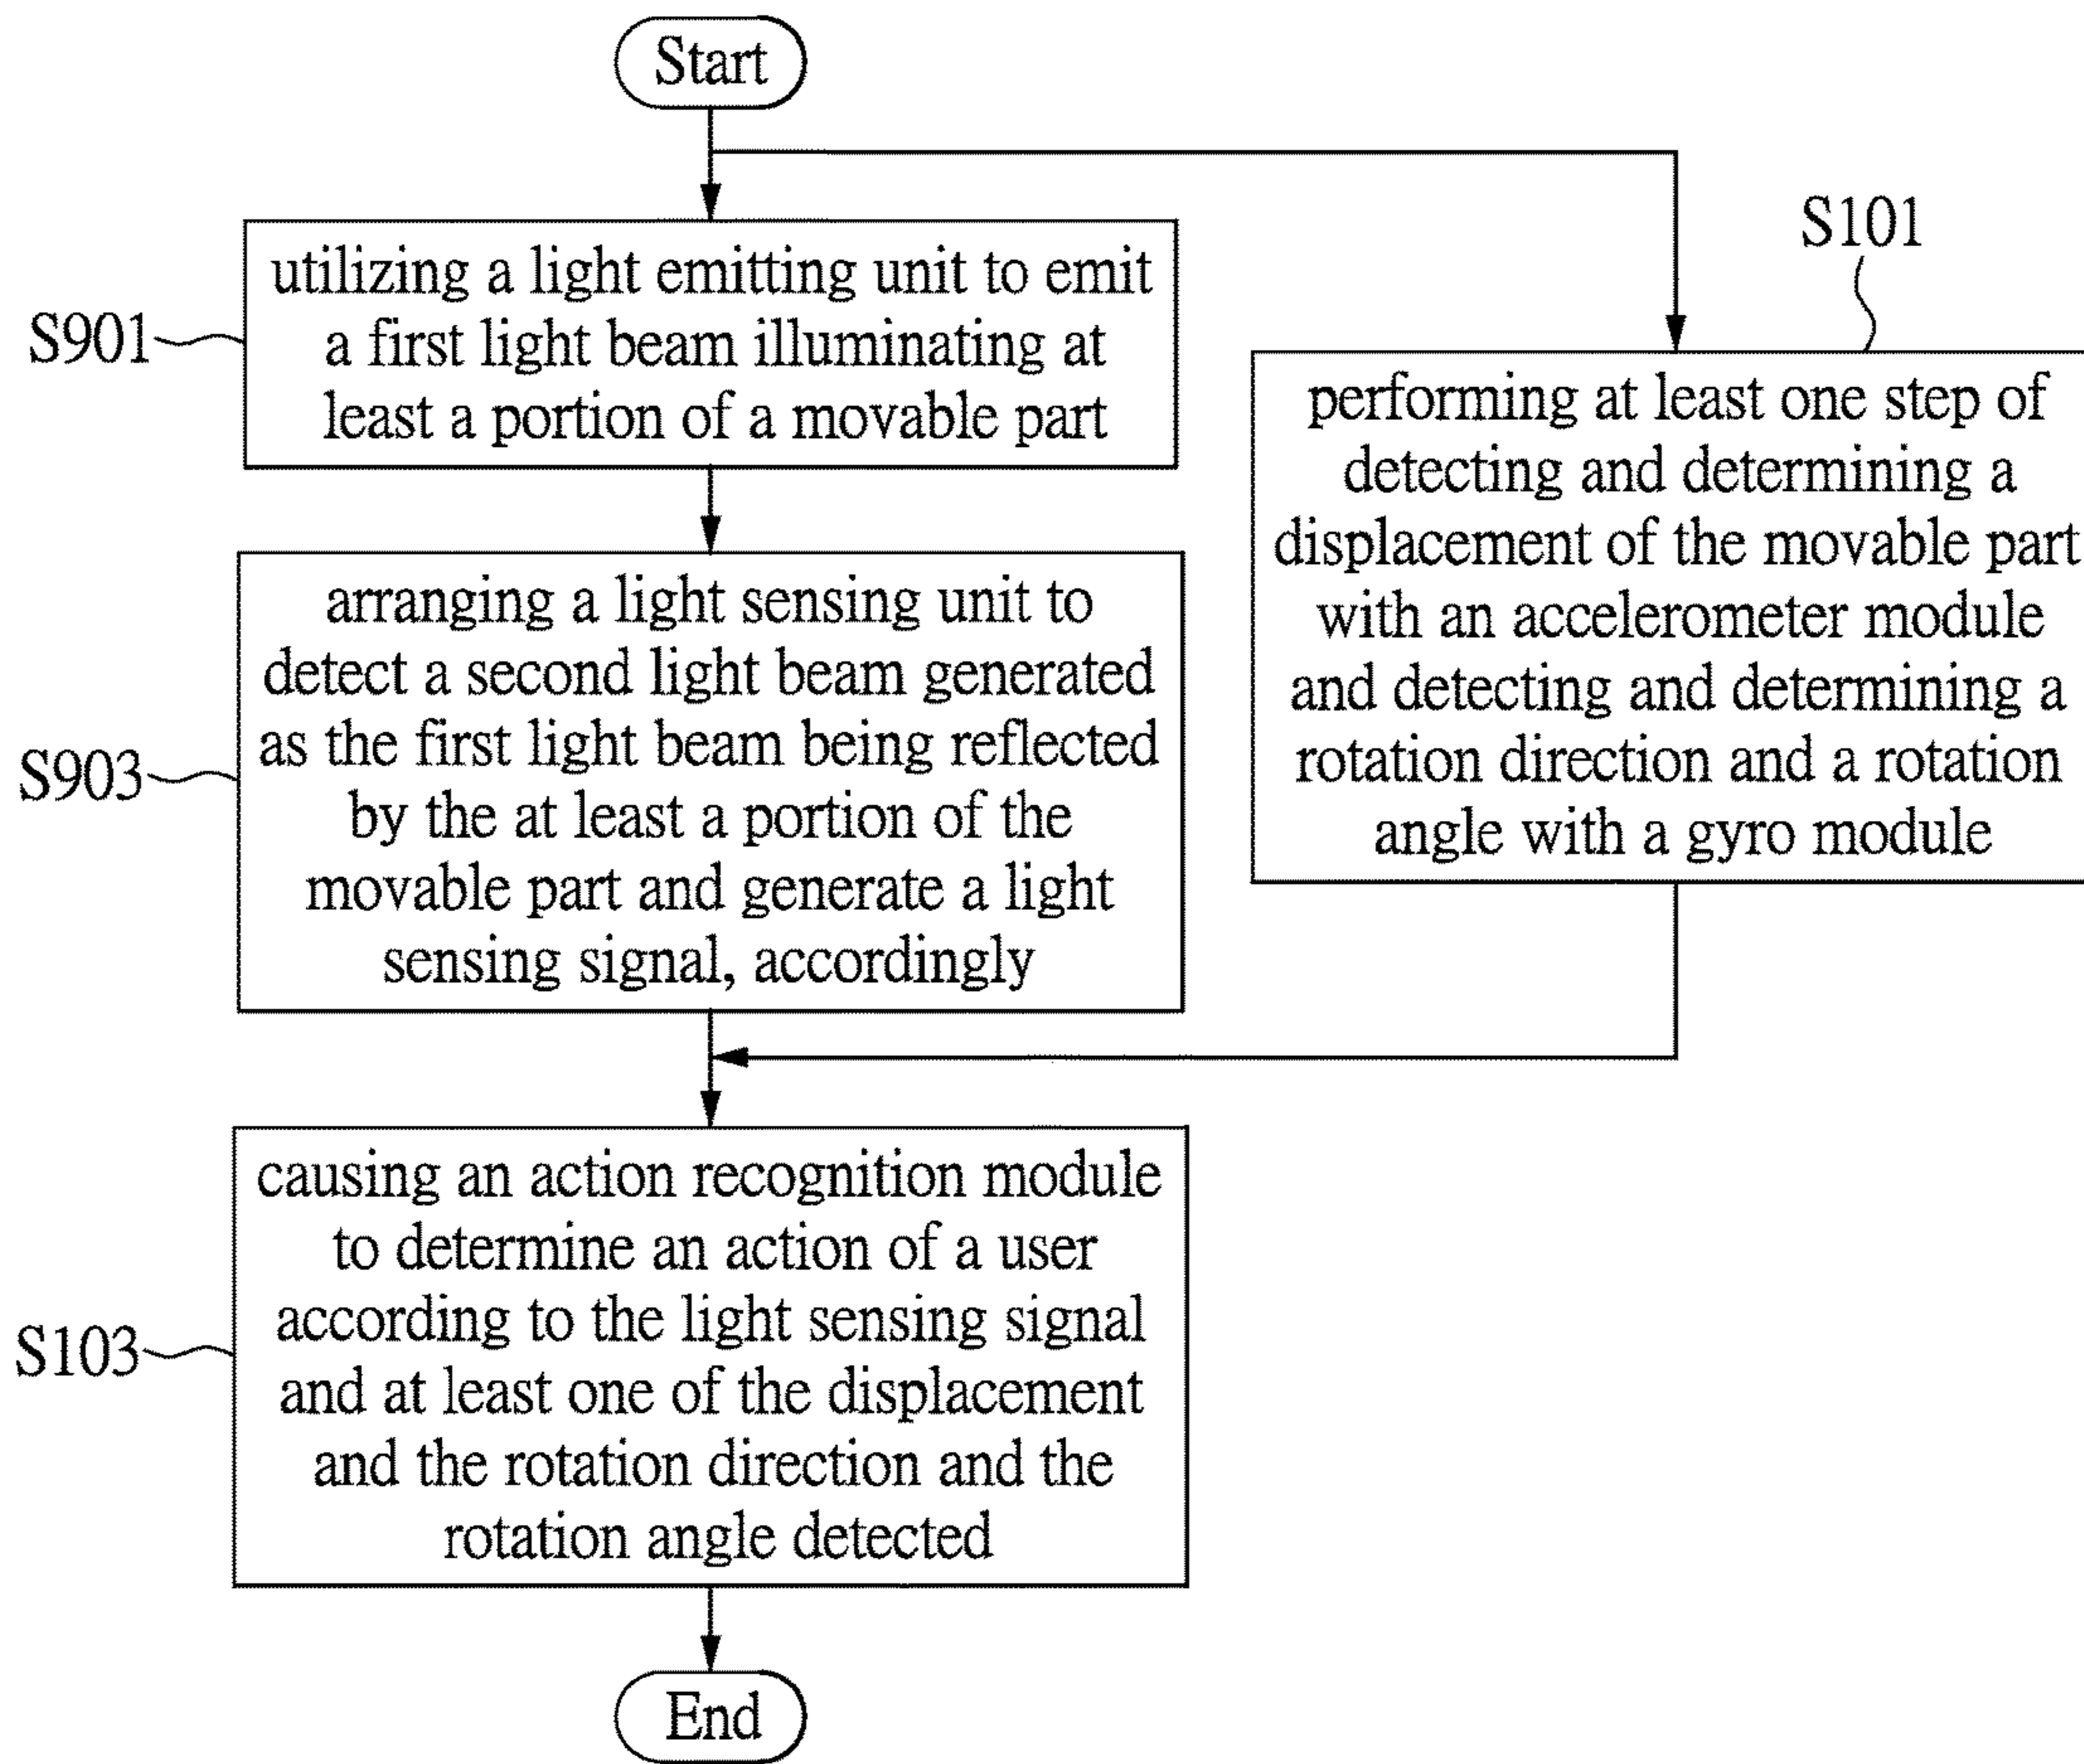 Start
S901
utilizing a light emitting unit to emit
a first light beam illuminating at
least a portion of a movable part
S101
performing at least one step of
detecting and determining a
displacement of the movable part
with an accelerometer module
and detecting and determining a
rotation direction and a rotation
angle with a gyro module
S903
arranging a light sensing unit to
detect a second light beam generated
as the first light beam being reflected
by the at least a portion of the
movable part and generate a light
sensing signal, accordingly
S103
causing an action recognition module
to determine an action of a user
according to the light sensing signal
and at least one of the displacement
and the rotation direction and the
rotation angle detected
End